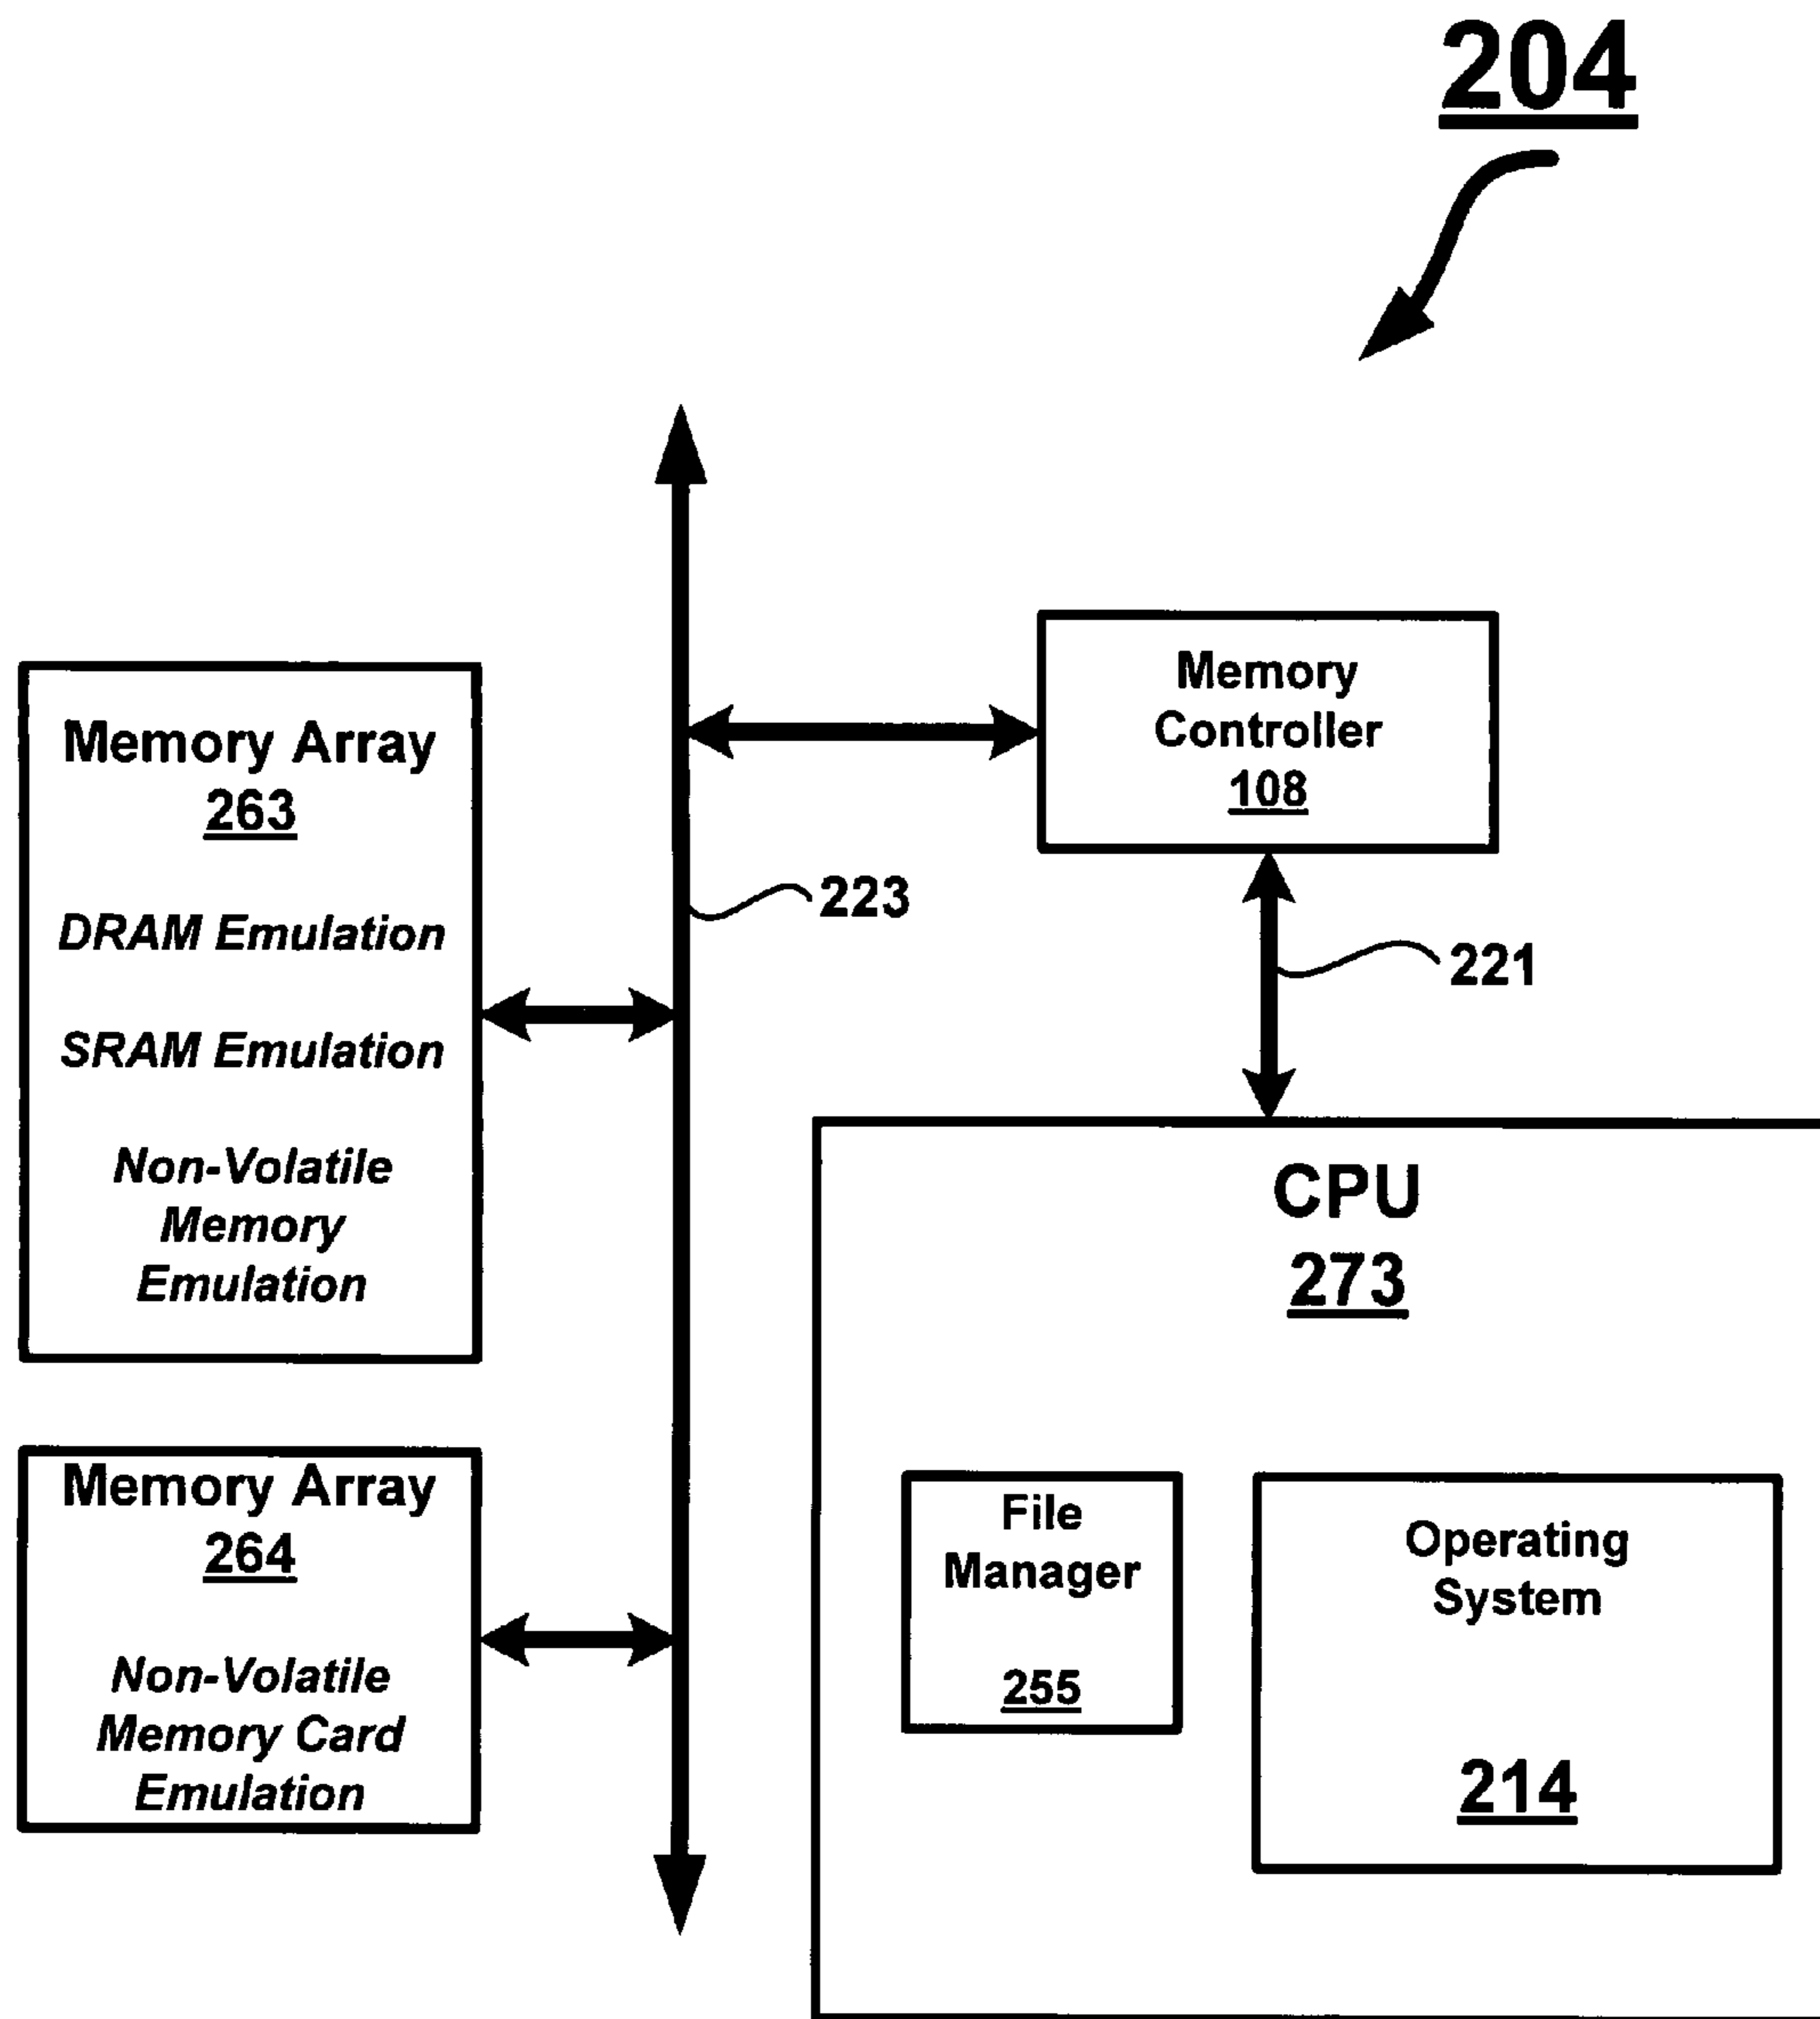 204
Memory Array
263
DRAM Emulation
SRAM Emulation
Non-Volatile
Memory
Emulation
Memory Array
264
Non-Volatile
Memory Card
Emulation
223
Memory
Controller
108
221
CPU
273
File
Manager
255
Operating
System
214